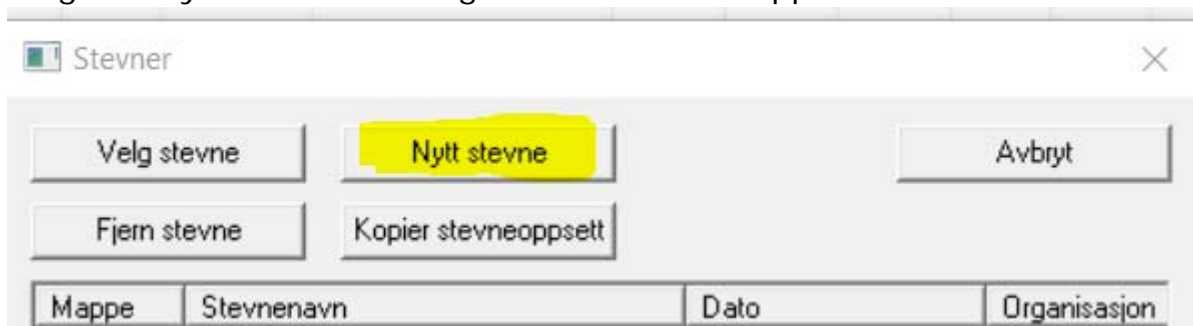 Stevner
Velg stevne Nytt stevne Avbryt
Fjern stevne Kopier stevneoppsett
Mappe Stevnenavn Dato Organisasjon